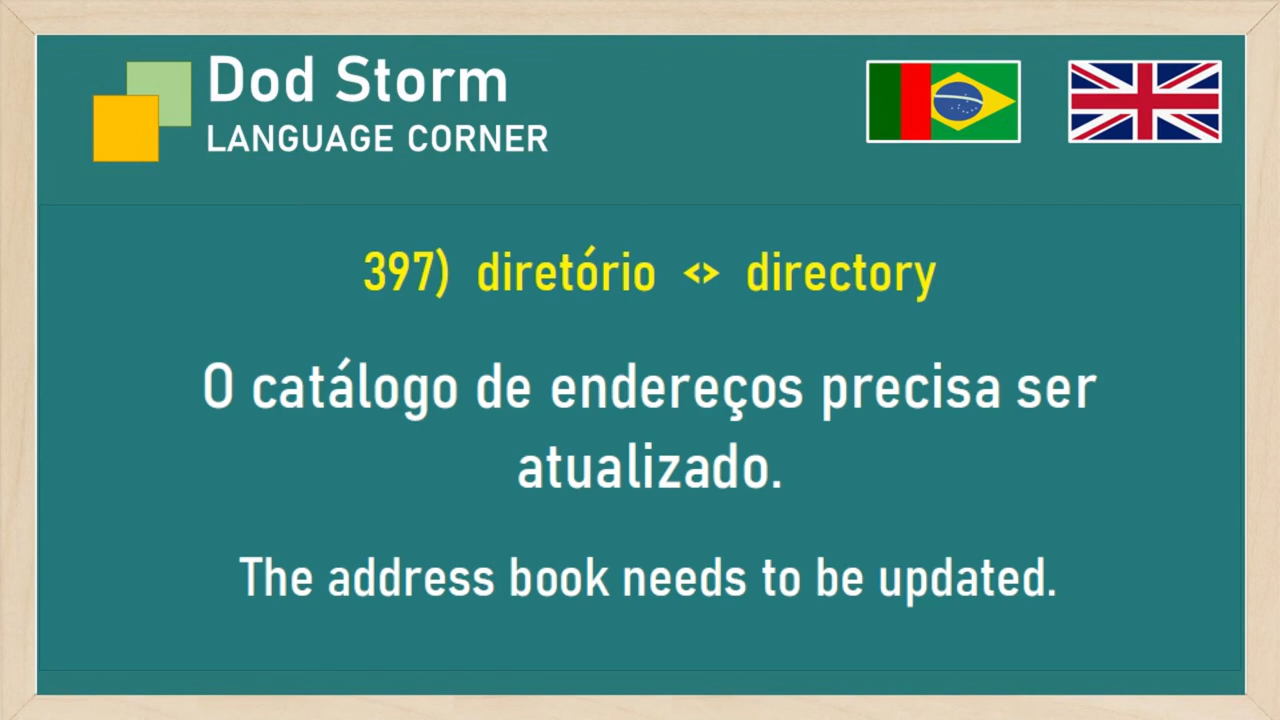 Dod Storm
LANGUAGE CORNER
397) diretório <> directory
O catálogo de endereços precisa ser
atualizado.
The address book needs to be updated.